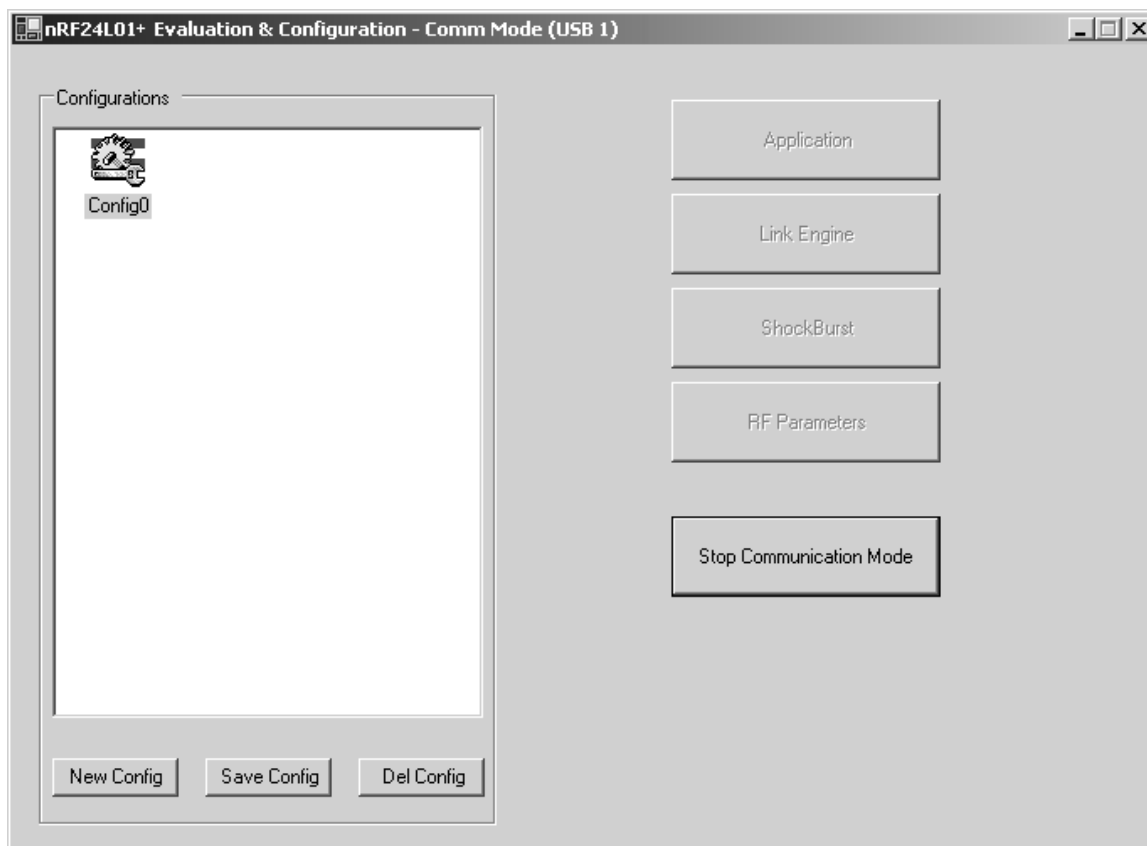 nRF24L01+ Evaluation & Configuration - Comm Mode (USB 1)
Configurations
Config0
New Config
Save Config
Del Config
Application
Link Engine
ShockBurst
RF Parameters
Stop Communication Mode